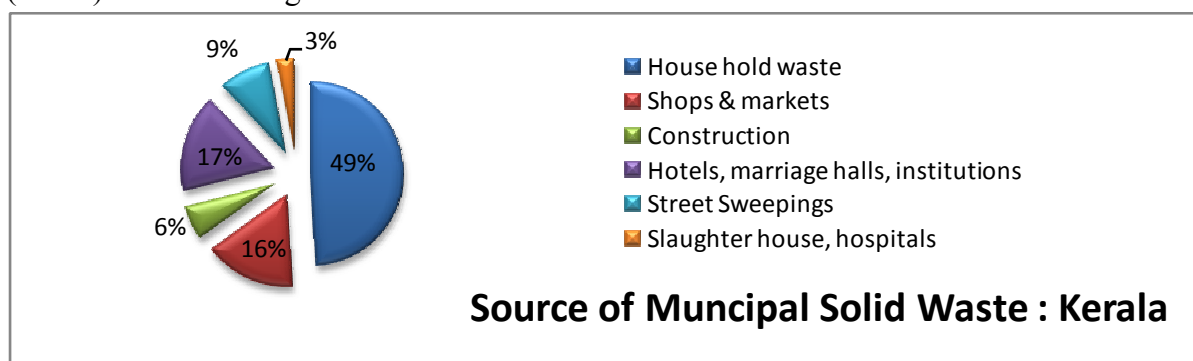 9%
3%
17%
49%
6%
16%
House hold waste
Shops & markets
Construction
Hotels, marriage halls, institutions
Street Sweepings
Slaughter house, hospitals
Source of Muncipal Solid Waste : Kerala